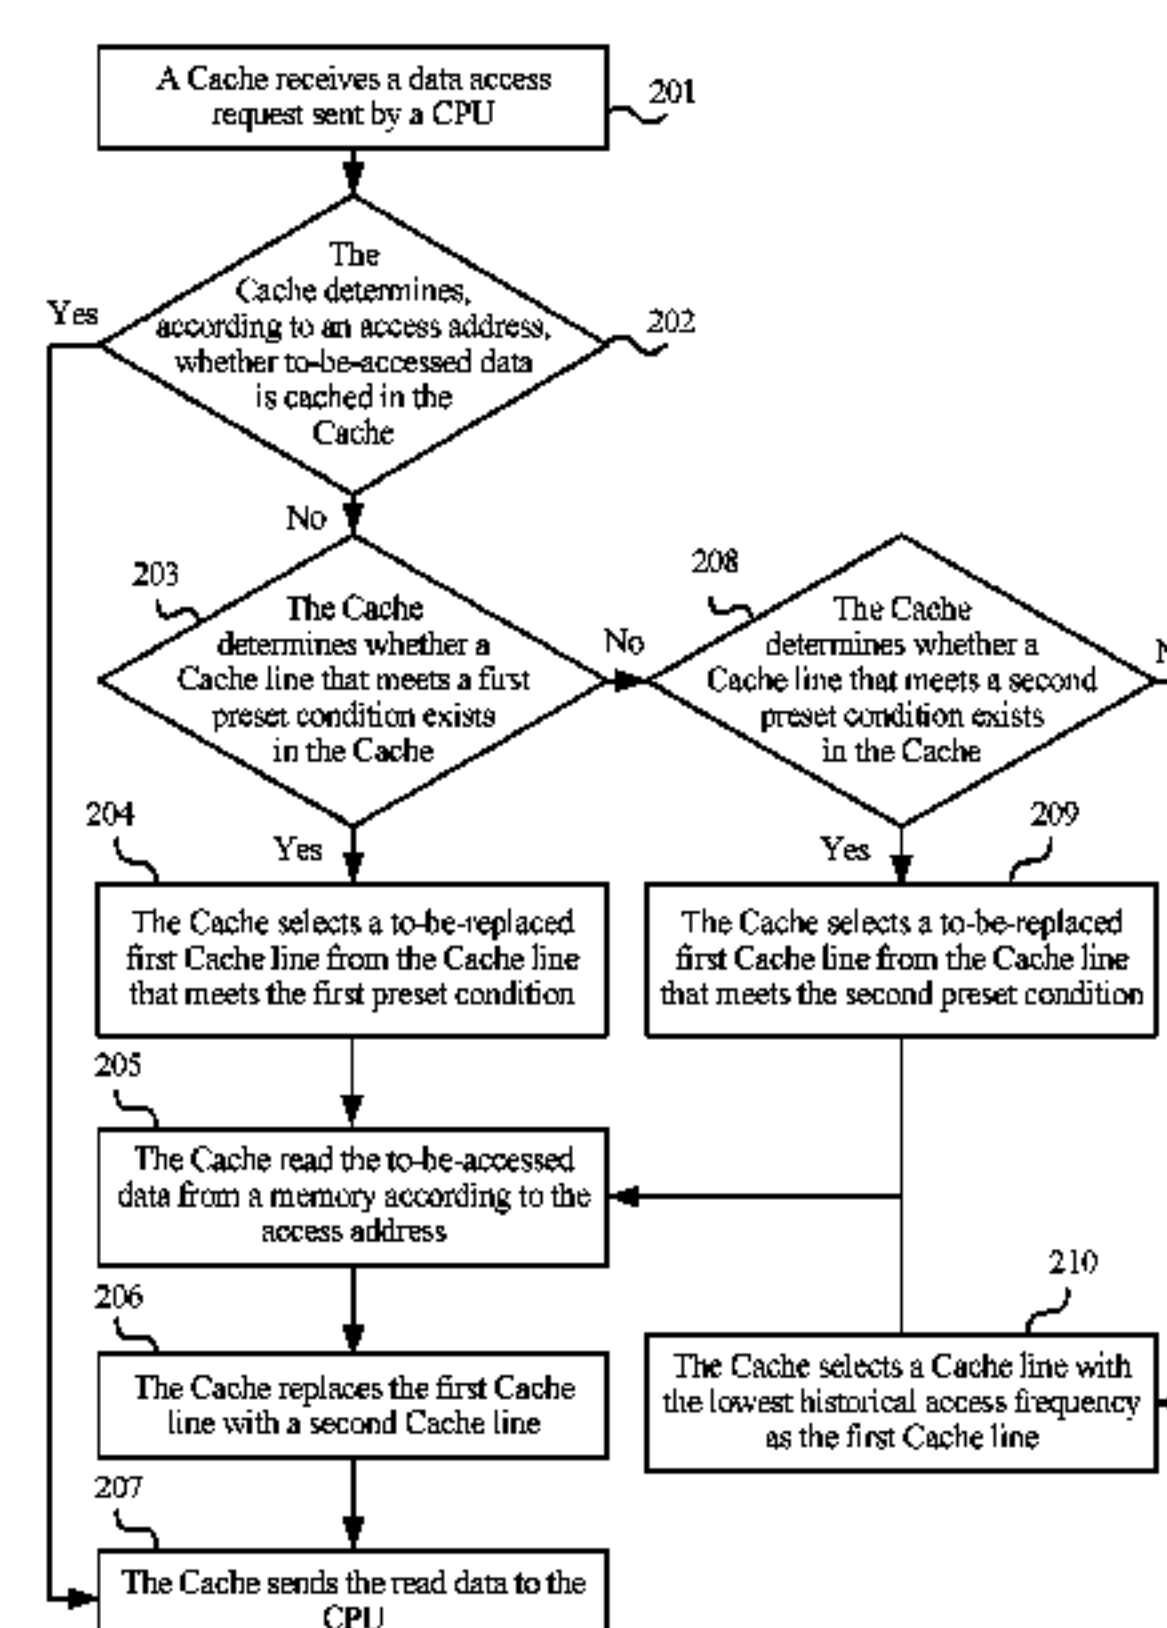 A Cache receives a data access
request sent by a CPU
201
The
Cache determines,
according to an access address,
whether to-be-accessed data
is cached in the
Cache
Yes
202
No
203
The Cache
determines whether a
Cache line that meets a first
preset condition exists
in the Cache
No
208
The Cache
determines whether a
Cache line that meets a second
preset condition exists
in the Cache
204
Yes
Yes
209
The Cache selects a to-be-replaced
first Cache line from the Cache line
that meets the first preset condition
The Cache selects a to-be-replaced
first Cache line from the Cache line
that meets the second preset condition
205
The Cache read the to-be-accessed
data from a memory according to the
access address
206
The Cache replaces the first Cache
line with a second Cache line
210
The Cache selects a Cache line with
the lowest historical access frequency
as the first Cache line
207
The Cache sends the read data to the
CPU